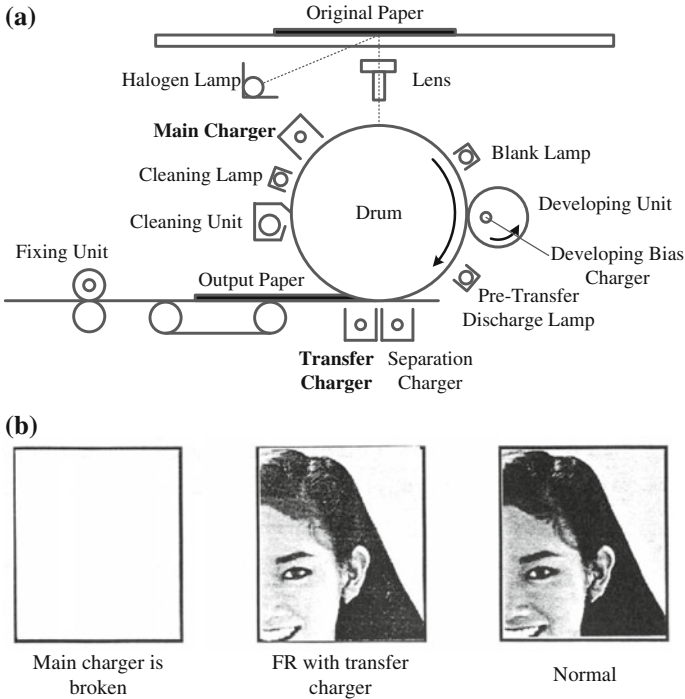 (a)
Original Paper
Halogen Lamp
Lens
Main Charger
Blank Lamp
Cleaning Lamp
Developing Unit
Cleaning Unit
Drum
Fixing Unit
Developing Bias
Charger
Output Paper
Pre-Transfer
Discharge Lamp
Transfer
Charger
Separation
Charger
(b)
Main charger is
broken
FR with transfer
charger
Normal